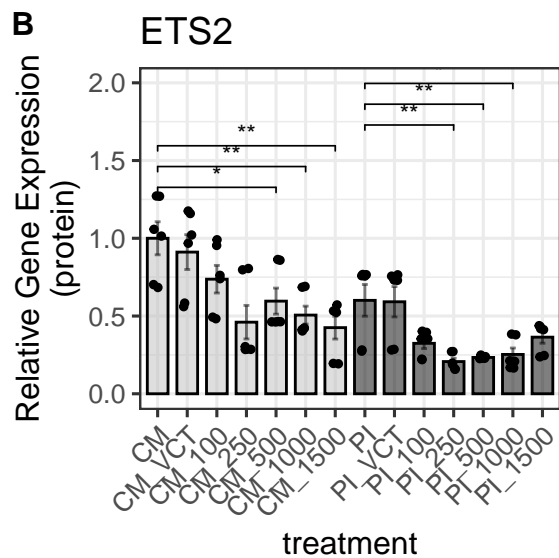 B
ETS2
Relative Gene Expression
(protein)
2.0
1.5
1.0
0.5
0.0
**
**
**
**
**
*
CM
CM_VCT
CM_100
CM_250
CM_500
CM_1000
CM_1500
PI
PI_VCT
PI_100
PI_250
PI_500
PI_1000
PI_1500
treatment